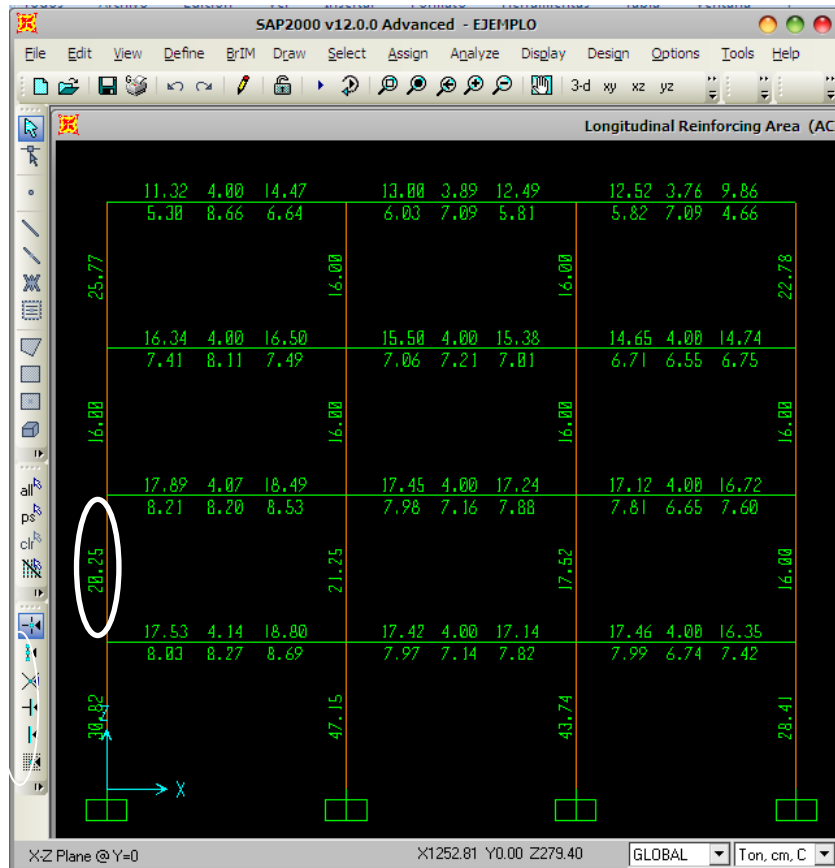 SAP2000 v12.0.0 Advanced - EJEMPLO
File Edit View Define BrIM Draw Select Assign Analyze Display Design Options Tools Help
3-d xy xz yz
Longitudinal Reinforcing Area (AC
11.32 4.00 14.47 13.00 3.89 12.49 12.52 3.76 9.86
5.30 8.66 6.64 6.03 7.09 5.81 5.82 7.09 4.66
25.77 16.00 16.00 22.78
16.34 4.00 16.50 15.50 4.00 15.38 14.65 4.00 14.74
7.41 8.11 7.49 7.06 7.21 7.01 6.71 6.55 6.75
16.00 16.00 16.00 16.00
all
17.89 4.07 18.49 17.45 4.00 17.24 17.12 4.00 16.72
ps
8.21 8.20 8.53 7.98 7.16 7.88 7.81 6.65 7.60
clr
20.25 21.25 17.52 16.00
17.53 4.14 18.80 17.42 4.00 17.14 17.46 4.00 16.35
8.03 8.27 8.69 7.97 7.14 7.82 7.99 6.74 7.42
30.82 47.15 43.74 28.41
Z
X
X-Z Plane @ Y=0 X1252.81 Y0.00 Z279.40 GLOBAL Ton, cm, C